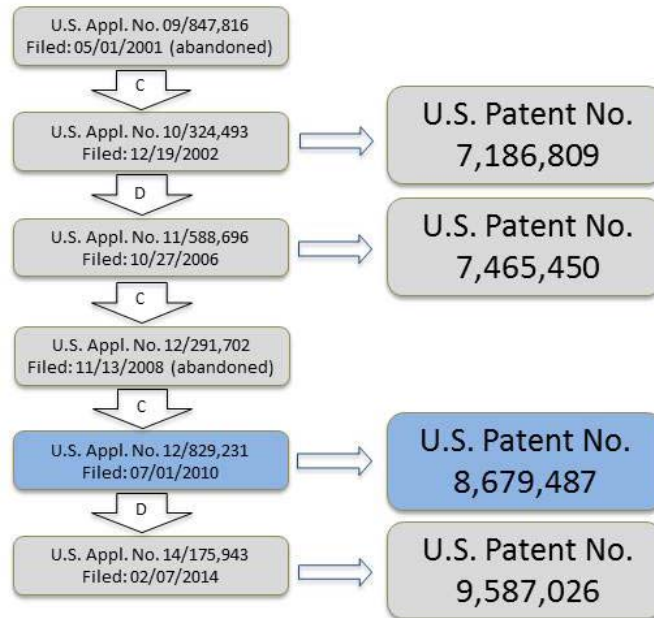 U.S. Appl. No. 09/847,816
Filed: 05/01/2001 (abandoned)
C
U.S. Appl. No. 10/324,493
Filed: 12/19/2002
U.S. Patent No.
7,186,809
D
U.S. Appl. No. 11/588,696
Filed: 10/27/2006
U.S. Patent No.
7,465,450
C
U.S. Appl. No. 12/291,702
Filed: 11/13/2008 (abandoned)
C
U.S. Appl. No. 12/829,231
Filed: 07/01/2010
U.S. Patent No.
8,679,487
D
U.S. Appl. No. 14/175,943
Filed: 02/07/2014
U.S. Patent No.
9,587,026